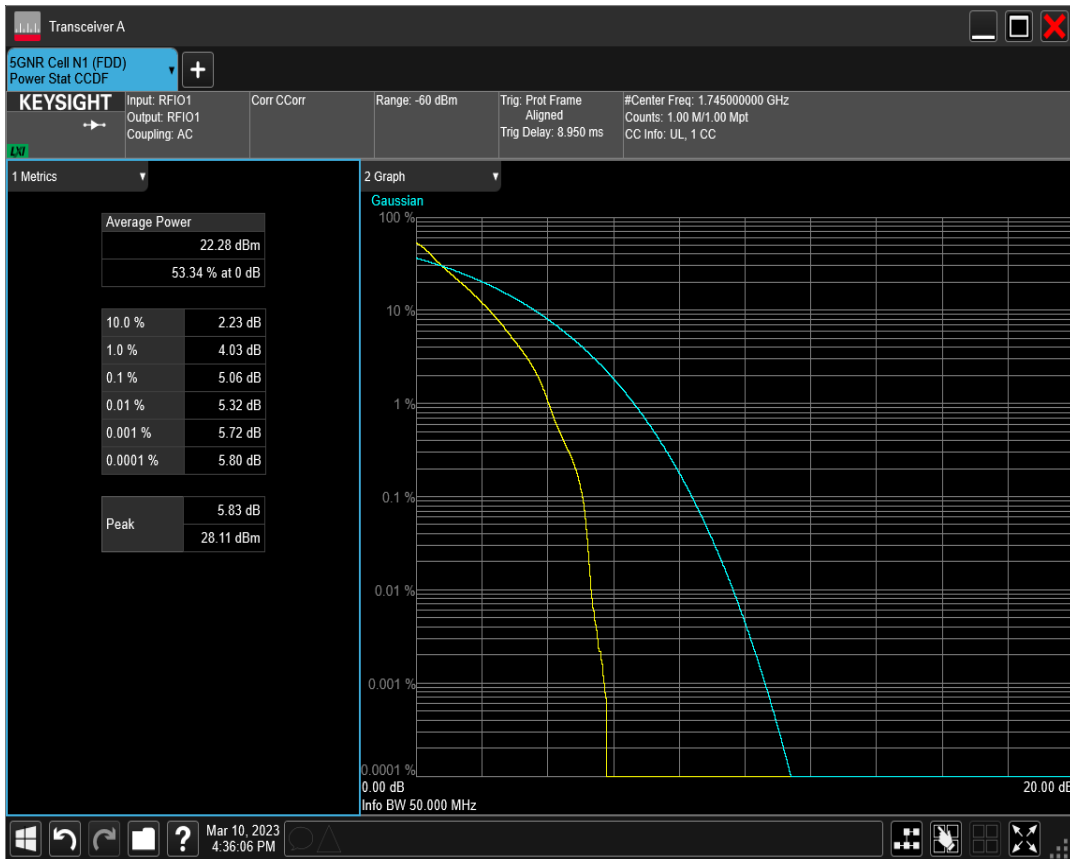 Transceiver A
5GNR Cell N1 (FDD)
Power Stat CCDF
+
KEYSIGHT
LXI
Input: RFIO1
Output: RFIO1
Coupling: AC
Corr CCorr
Range: -60 dBm
Trig: Prot Frame
Aligned
Trig Delay: 8.950 ms
#Center Freq: 1.745000000 GHz
Counts: 1.00 M/1.00 Mpt
CC Info: UL, 1 CC
1 Metrics
Average Power
22.28 dBm
53.34 % at 0 dB
10.0 % 2.23 dB
1.0 % 4.03 dB
0.1 % 5.06 dB
0.01 % 5.32 dB
0.001 % 5.72 dB
0.0001 % 5.80 dB
Peak 5.83 dB
28.11 dBm
2 Graph
Gaussian
100 %
10 %
1 %
0.1 %
0.01 %
0.001 %
0.0001 %
0.00 dB 20.00 dB
Info BW 50.000 MHz
?
Mar 10, 2023
4:36:06 PM